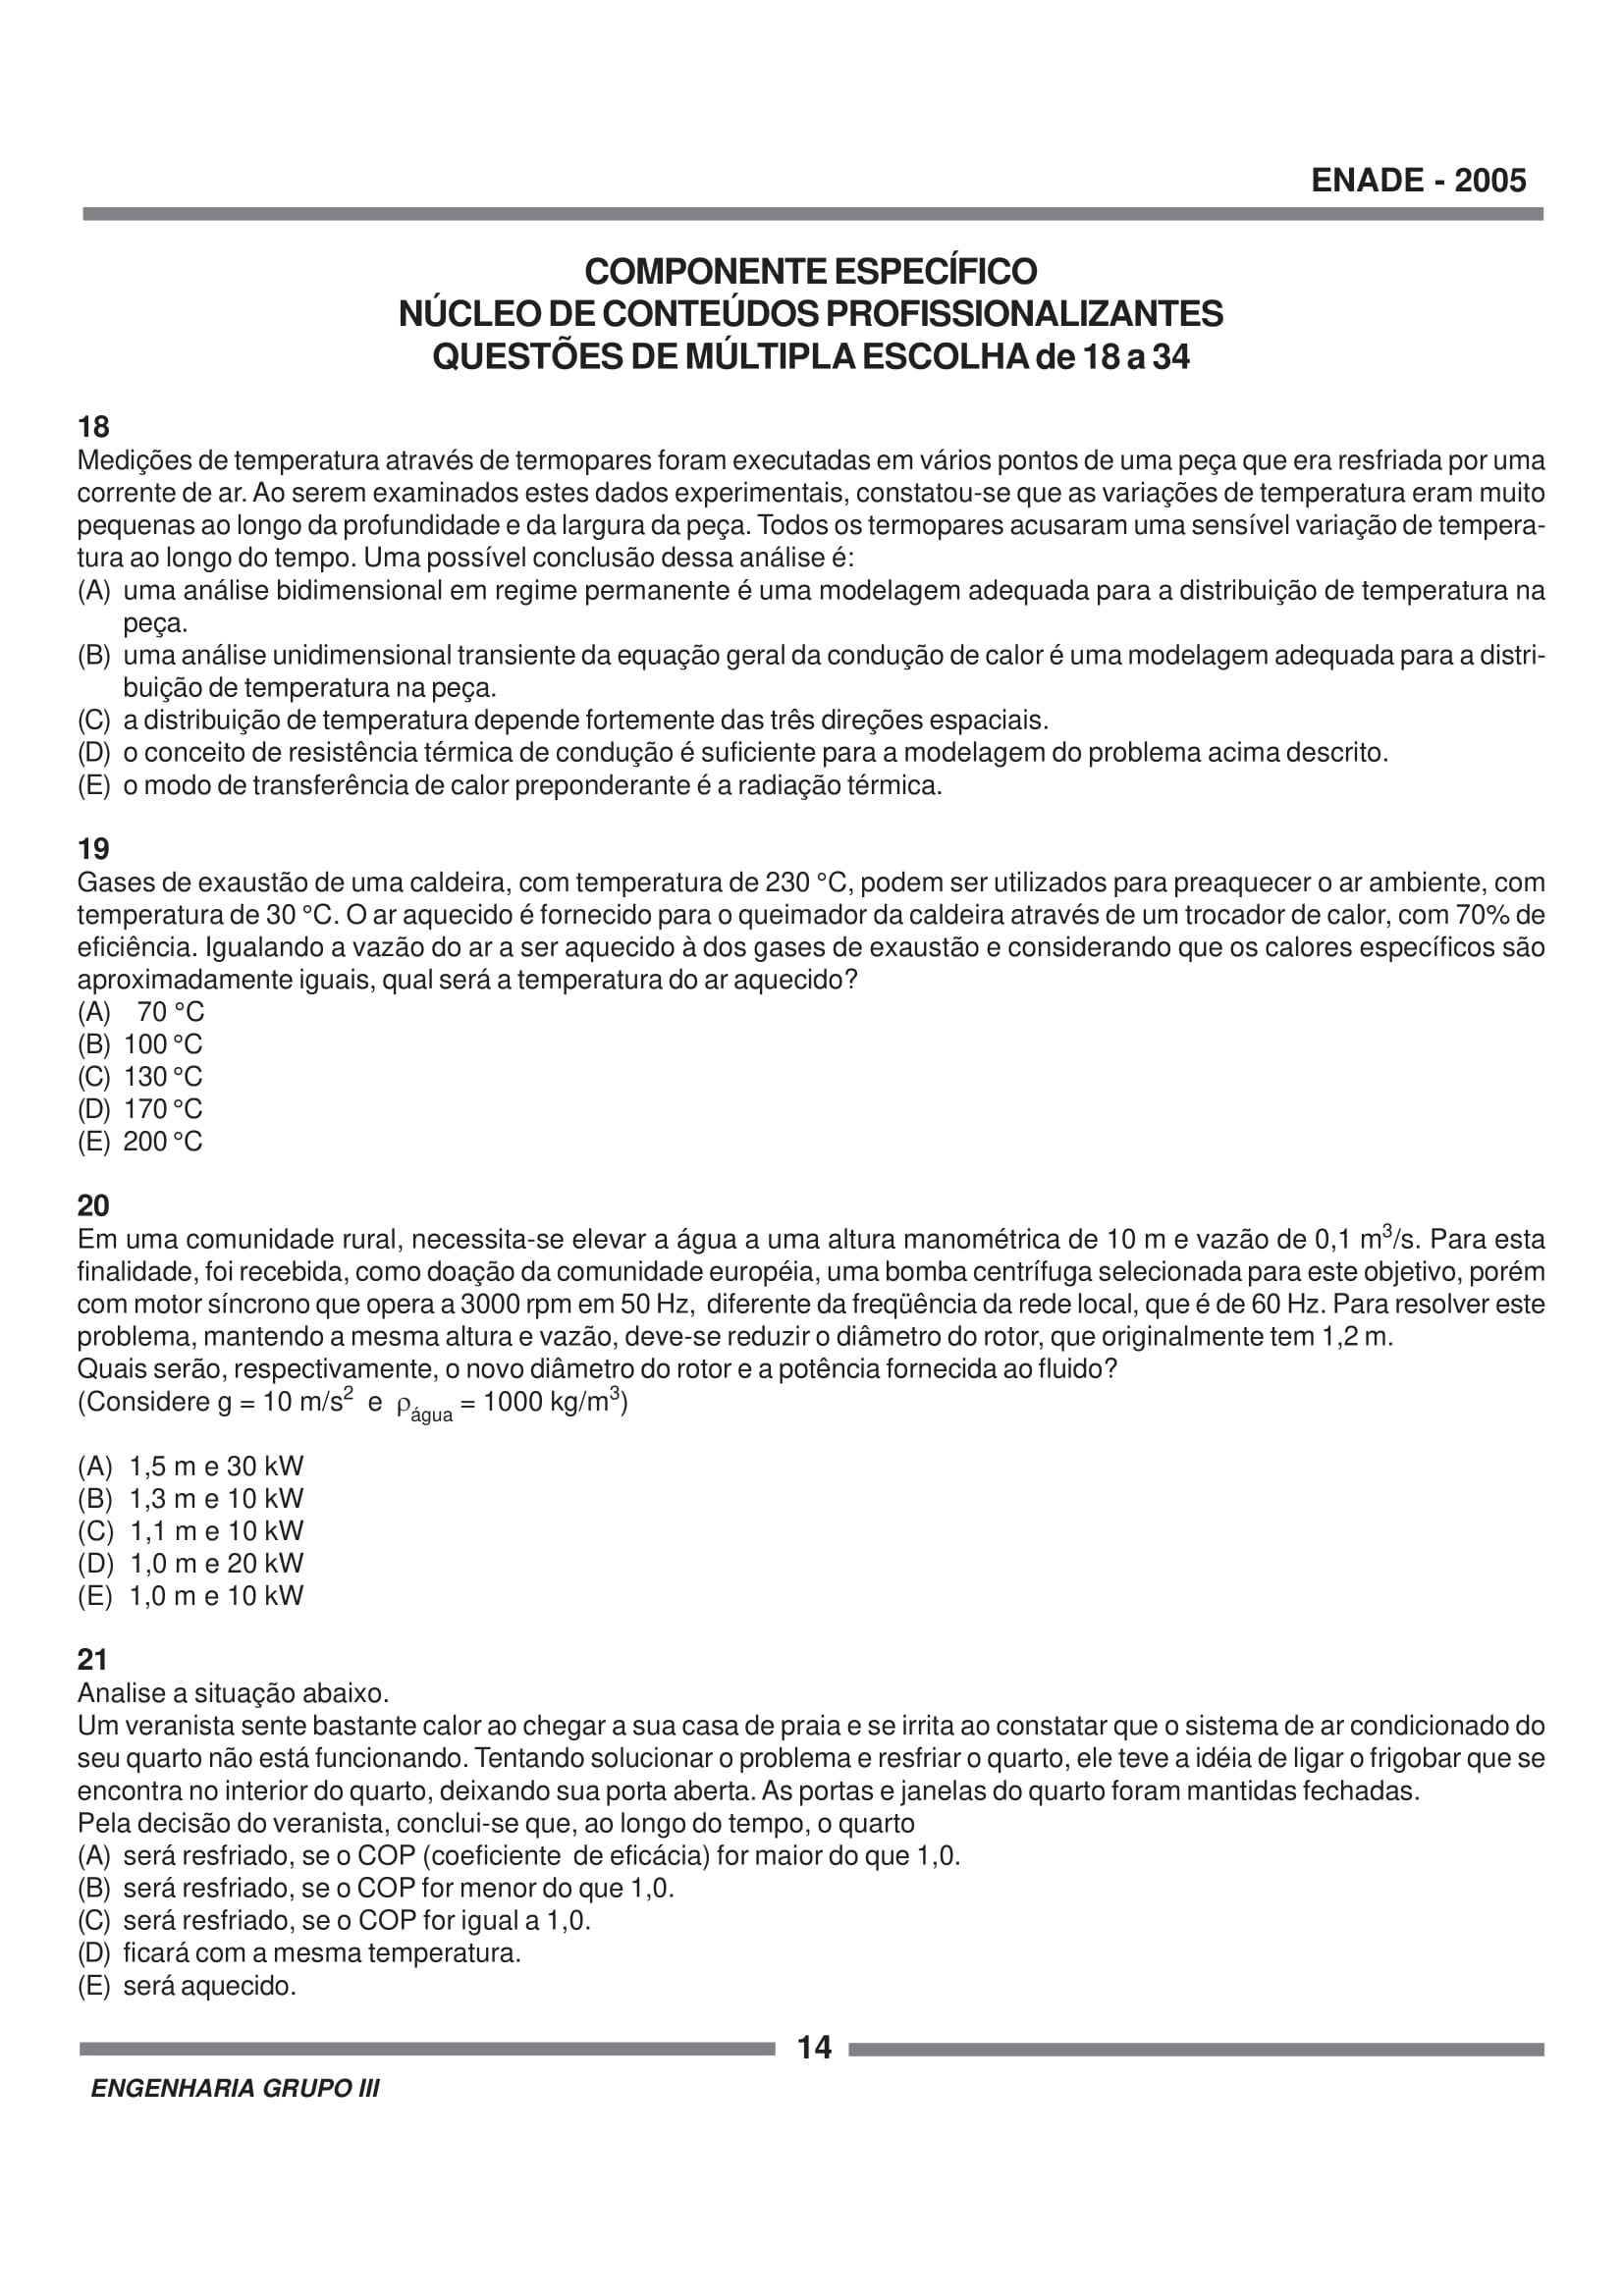 ENADE - 2005
COMPONENTE ESPECÍFICO
NÚCLEO DE CONTEÚDOS PROFISSIONALIZANTES
QUESTÕES DE MÚLTIPLA ESCOLHA de 18 a 34
18
Medições de temperatura através de termopares foram executadas em vários pontos de uma peça que era resfriada por uma
corrente de ar. Ao serem examinados estes dados experimentais, constatou-se que as variações de temperatura eram muito
pequenas ao longo da profundidade e da largura da peça. Todos os termopares acusaram uma sensível variação de tempera-
tura ao longo do tempo. Uma possível conclusão dessa análise é:
(A) uma análise bidimensional em regime permanente é uma modelagem adequada para a distribuição de temperatura na
peça.
(B) uma análise unidimensional transiente da equação geral da condução de calor é uma modelagem adequada para a distri-
buição de temperatura na peça.
(C) a distribuição de temperatura depende fortemente das três direções espaciais.
(D) o conceito de resistência térmica de condução é suficiente para a modelagem do problema acima descrito.
(E) o modo de transferência de calor preponderante é a radiação térmica.
19
Gases de exaustão de uma caldeira, com temperatura de 230 °C, podem ser utilizados para preaquecer o ar ambiente, com
temperatura de 30 °C. O ar aquecido é fornecido para o queimador da caldeira através de um trocador de calor, com 70% de
eficiência. Igualando a vazão do ar a ser aquecido à dos gases de exaustão e considerando que os calores específicos são
aproximadamente iguais, qual será a temperatura do ar aquecido?
(A) 70 °C
(B) 100 °C
(C) 130 °C
(D) 170 °C
(E) 200 °C
20
Em uma comunidade rural, necessita-se elevar a água a uma altura manométrica de 10 m e vazão de 0,1 m³/s. Para esta
finalidade, foi recebida, como doação da comunidade européia, uma bomba centrífuga selecionada para este objetivo, porém
com motor síncrono que opera a 3000 rpm em 50 Hz, diferente da freqüência da rede local, que é de 60 Hz. Para resolver este
problema, mantendo a mesma altura e vazão, deve-se reduzir o diâmetro do rotor, que originalmente tem 1,2 m.
Quais serão, respectivamente, o novo diâmetro do rotor e a potência fornecida ao fluido?
(Considere g = 10 m/s² e ρágua = 1000 kg/m³)
(A) 1,5 m e 30 kW
(B) 1,3 m e 10 kW
(C) 1,1 m e 10 kW
(D) 1,0 m e 20 kW
(E) 1,0 m e 10 kW
21
Analise a situação abaixo.
Um veranista sente bastante calor ao chegar a sua casa de praia e se irrita ao constatar que o sistema de ar condicionado do
seu quarto não está funcionando. Tentando solucionar o problema e resfriar o quarto, ele teve a idéia de ligar o frigobar que se
encontra no interior do quarto, deixando sua porta aberta. As portas e janelas do quarto foram mantidas fechadas.
Pela decisão do veranista, conclui-se que, ao longo do tempo, o quarto
(A) será resfriado, se o COP (coeficiente de eficácia) for maior do que 1,0.
(B) será resfriado, se o COP for menor do que 1,0.
(C) será resfriado, se o COP for igual a 1,0.
(D) ficará com a mesma temperatura.
(E) será aquecido.
14
ENGENHARIA GRUPO III